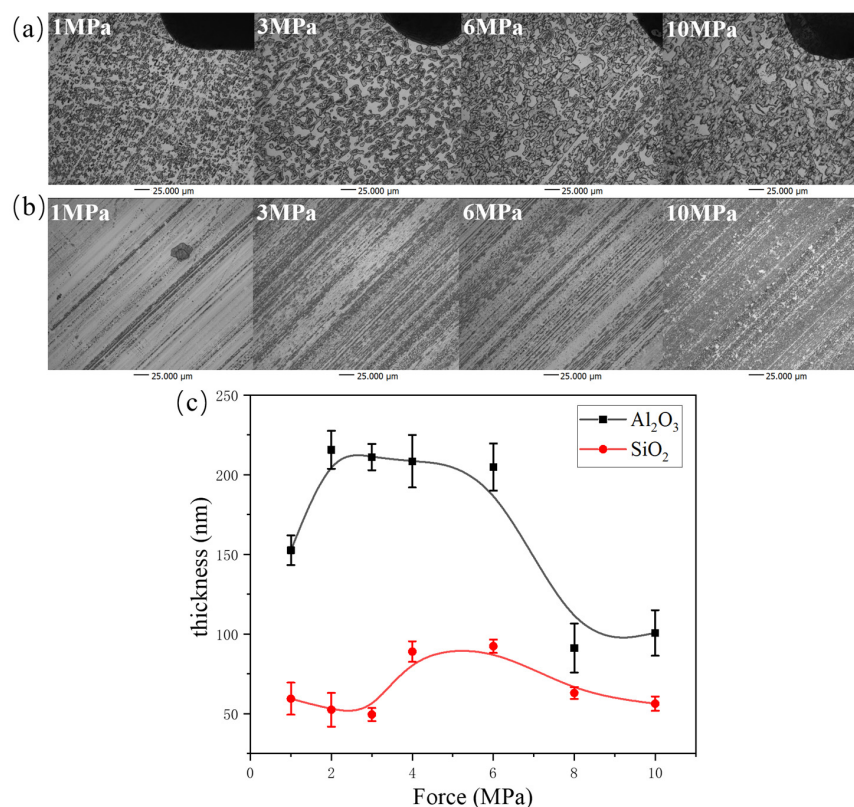 (a) 1MPa 3MPa 6MPa 10MPa
25.000 μm 25.000 μm 25.000 μm 25.000 μm
(b) 1MPa 3MPa 6MPa 10MPa
25.000 μm 25.000 μm 25.000 μm 25.000 μm
(c)
250
200
150
100
50
thickness (nm)
Al₂O₃
SiO₂
0 2 4 6 8 10
Force (MPa)